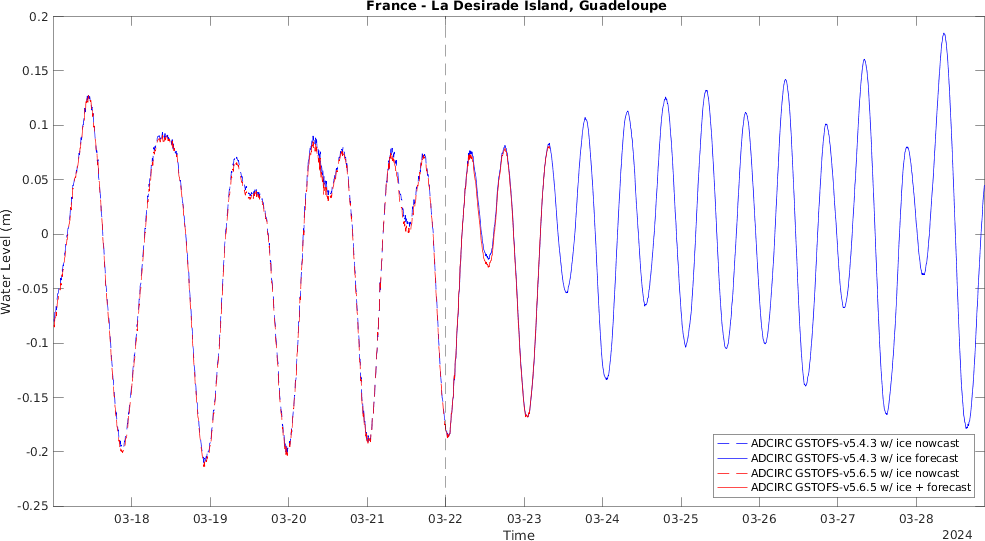 France - La Desirade Island, Guadeloupe
0.2
0.15
0.1
0.05
0
-0.05
-0.1
-0.15
-0.2
-0.25
Water Level (m)
ADCIRC GSTOFS-v5.4.3 w/ ice nowcast
ADCIRC GSTOFS-v5.4.3 w/ ice forecast
ADCIRC GSTOFS-v5.6.5 w/ ice nowcast
ADCIRC GSTOFS-v5.6.5 w/ ice + forecast
03-18 03-19 03-20 03-21 03-22 03-23 03-24 03-25 03-26 03-27 03-28
Time
2024